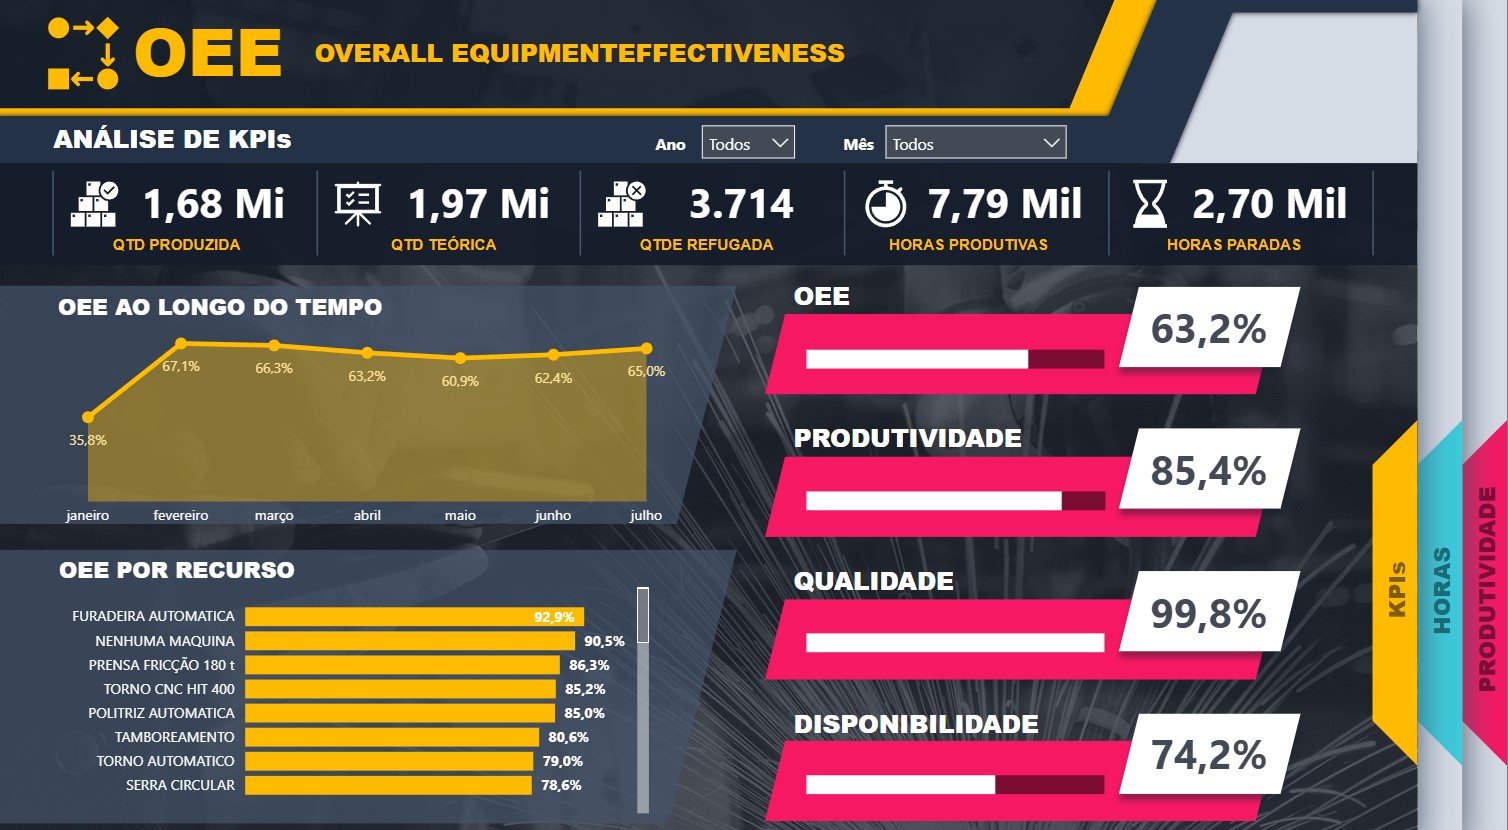 OEE
OVERALL EQUIPMENTEFFECTIVENESS
ANÁLISE DE KPIs
Ano
Todos
Mês
Todos
1,68 Mi
QTD PRODUZIDA
1,97 Mi
QTD TEÓRICA
3.714
QTDE REFUGADA
7,79 Mil
HORAS PRODUTIVAS
2,70 Mil
HORAS PARADAS
OEE AO LONGO DO TEMPO
35,8%
67,1%
66,3%
63,2%
60,9%
62,4%
65,0%
janeiro
fevereiro
março
abril
maio
junho
julho
OEE POR RECURSO
FURADEIRA AUTOMATICA 92,9%
NENHUMA MAQUINA 90,5%
PRENSA FRICÇÃO 180 t 86,3%
TORNO CNC HIT 400 85,2%
POLITRIZ AUTOMATICA 85,0%
TAMBOREAMENTO 80,6%
TORNO AUTOMATICO 79,0%
SERRA CIRCULAR 78,6%
OEE
63,2%
PRODUTIVIDADE
85,4%
QUALIDADE
99,8%
DISPONIBILIDADE
74,2%
KPIs
HORAS
PRODUTIVIDADE